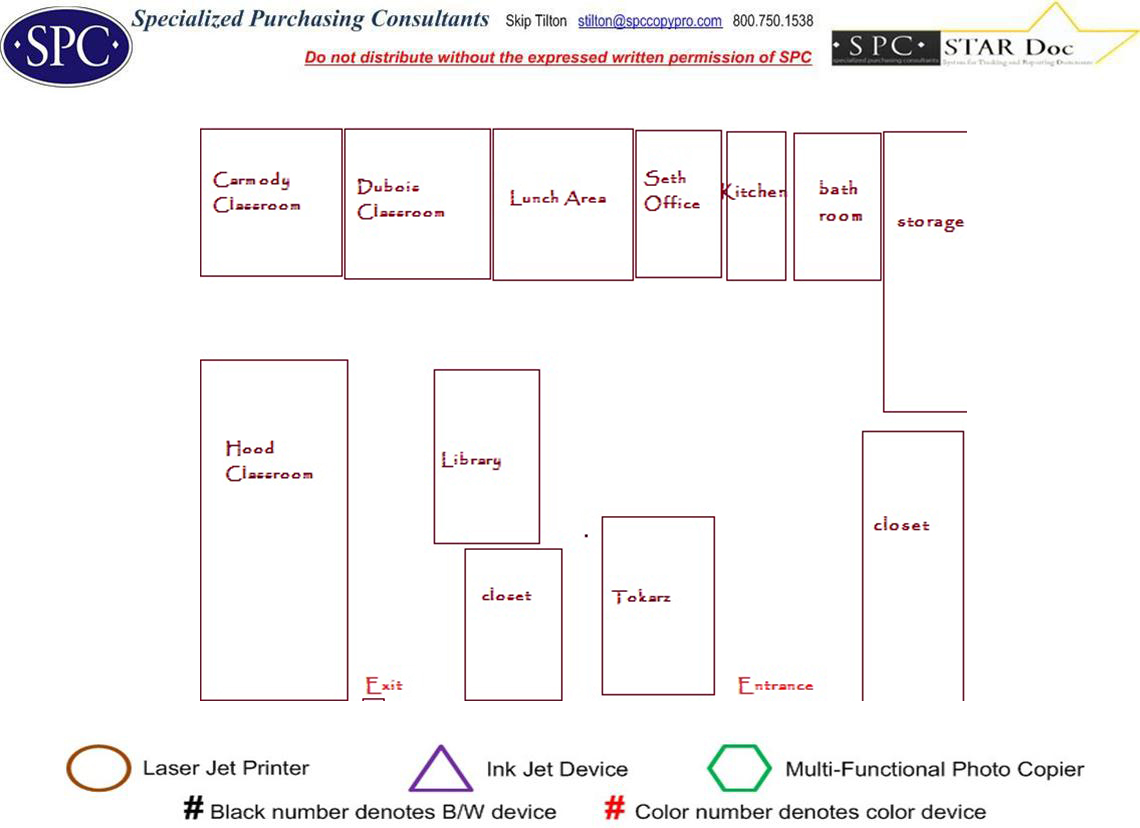 Specialized Purchasing Consultants Skip Tilton stilton@spccopypro.com 800.750.1538
·SPC·
Do not distribute without the expressed written permission of SPC
·SPC· STAR Doc
specialized purchasing consultants System for Tracking and Reporting Documents
Carmody
Classroom
Dubois
Classroom
Lunch Area
Seth
Office
Kitchen
bath
room
storage
Hood
Classroom
Library
closet
closet
Tokarz
Exit
Entrance
Laser Jet Printer
Ink Jet Device
Multi-Functional Photo Copier
# Black number denotes B/W device
# Color number denotes color device